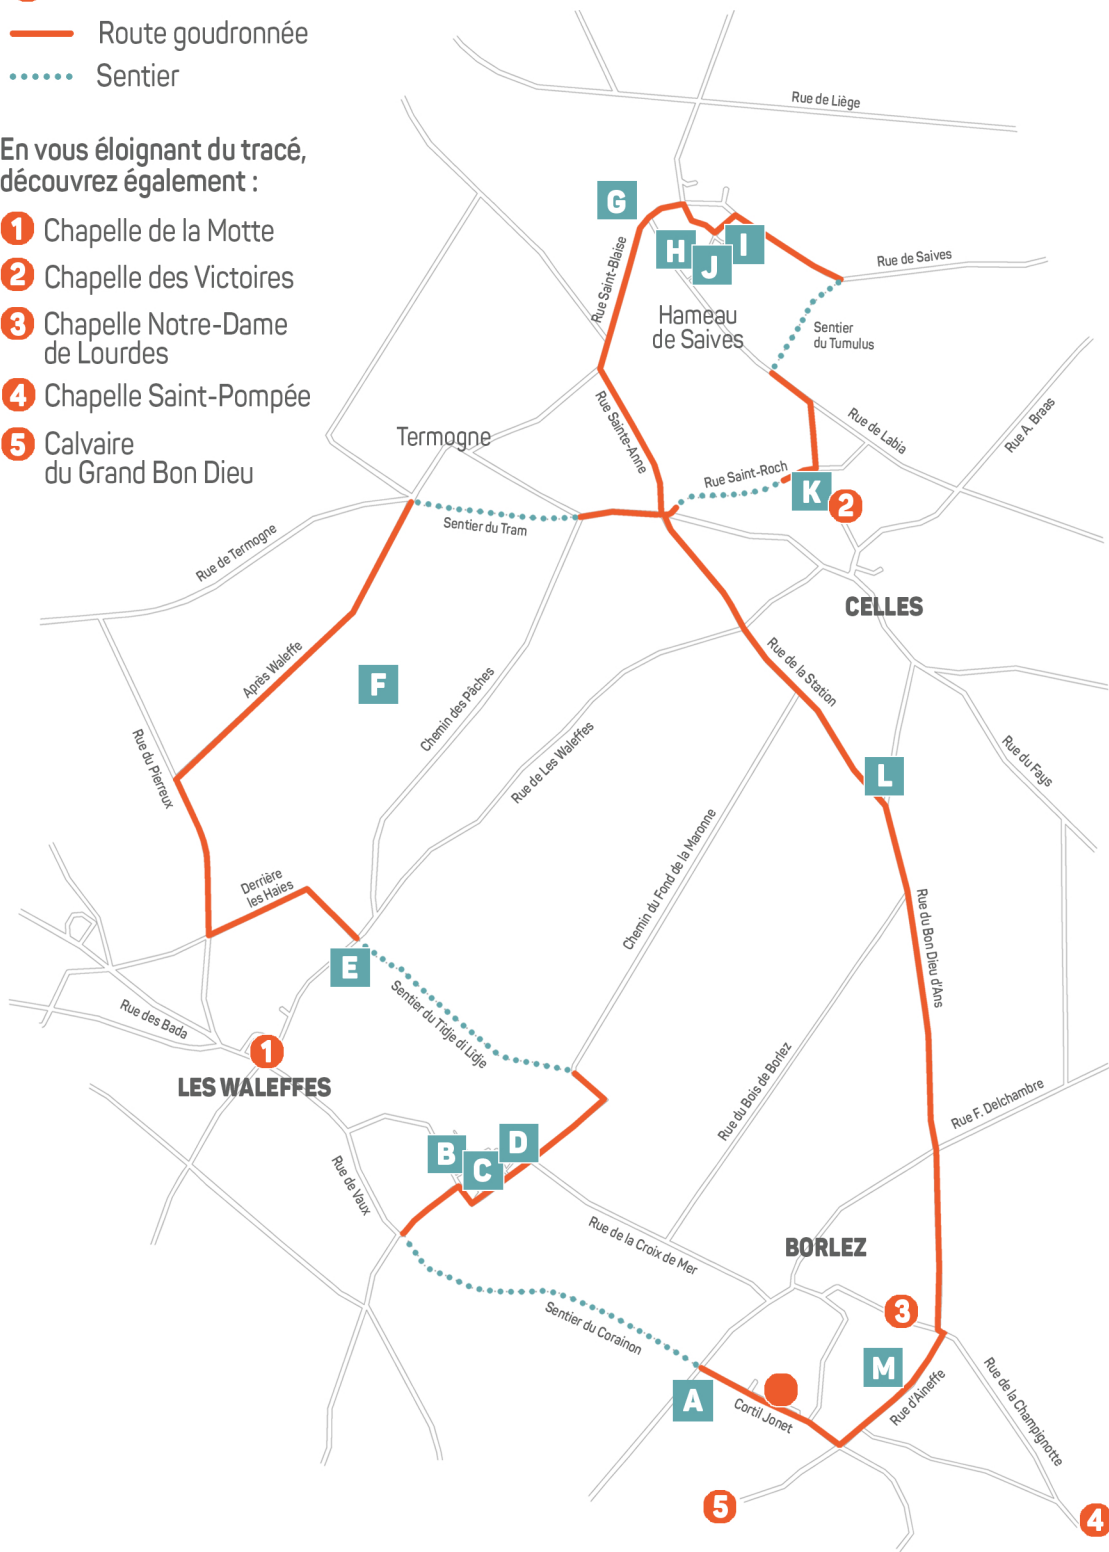 Route goudronnée
Sentier
En vous éloignant du tracé,
découvrez également :
1 Chapelle de la Motte
2 Chapelle des Victoires
3 Chapelle Notre-Dame
de Lourdes
4 Chapelle Saint-Pompée
5 Calvaire
du Grand Bon Dieu
Rue de Liège
G
H
J
I
Rue de Saives
Rue Saint-Blaise
Hameau
de Saives
Sentier
du Tumulus
Rue Sainte-Anne
Termogne
Rue de Labia
Rue A. Braas
Rue Saint-Roch
K
2
Sentier du Tram
Rue de Termogne
CELLES
Après Waleffe
F
Chemin des Pâches
Rue de la Station
Rue du Pierreux
Rue de Les Waleffes
L
Rue du Fays
Derrière
les Haies
Chemin du Fond de la Maronne
Rue du Bon Dieu d'Ans
E
Sentier du Tidje di Lîdje
Rue des Bada
1
LES WALEFFES
Rue du Bois de Borlez
Rue F. Delchambre
B
C
D
Rue de Vaux
Rue de la Croix de Mer
BORLEZ
Sentier du Corainon
3
M
A
Cortil Jonet
Rue d'Aineffe
Rue de la Champignotte
5
4